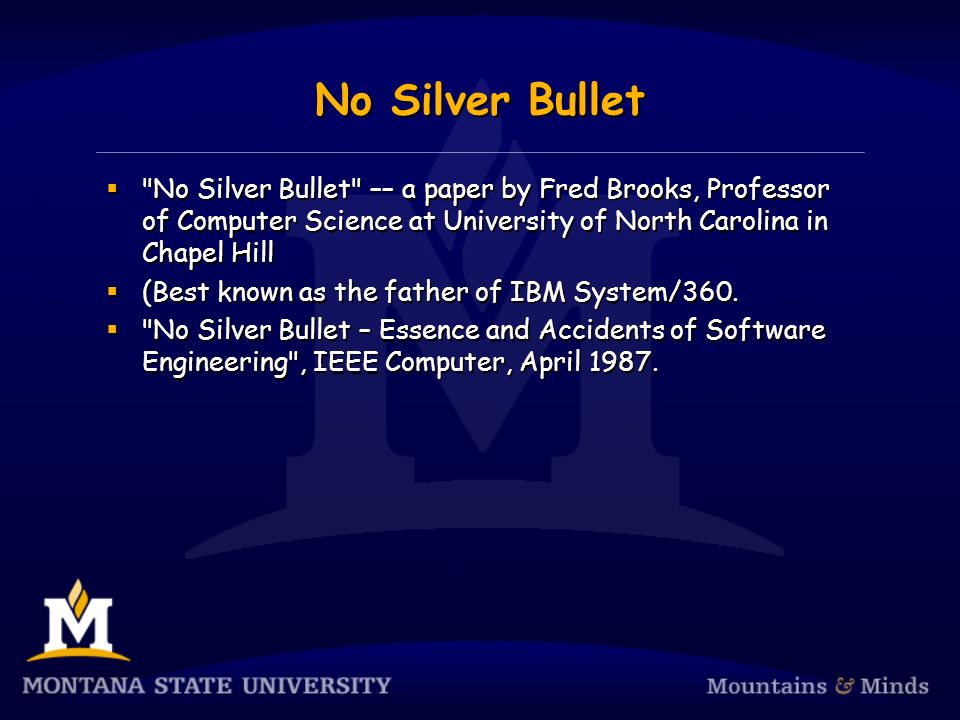 No Silver Bullet
"No Silver Bullet" –– a paper by Fred Brooks, Professor
of Computer Science at University of North Carolina in
Chapel Hill
(Best known as the father of IBM System/360.
"No Silver Bullet – Essence and Accidents of Software
Engineering", IEEE Computer, April 1987.
M
MONTANA STATE UNIVERSITY
Mountains & Minds